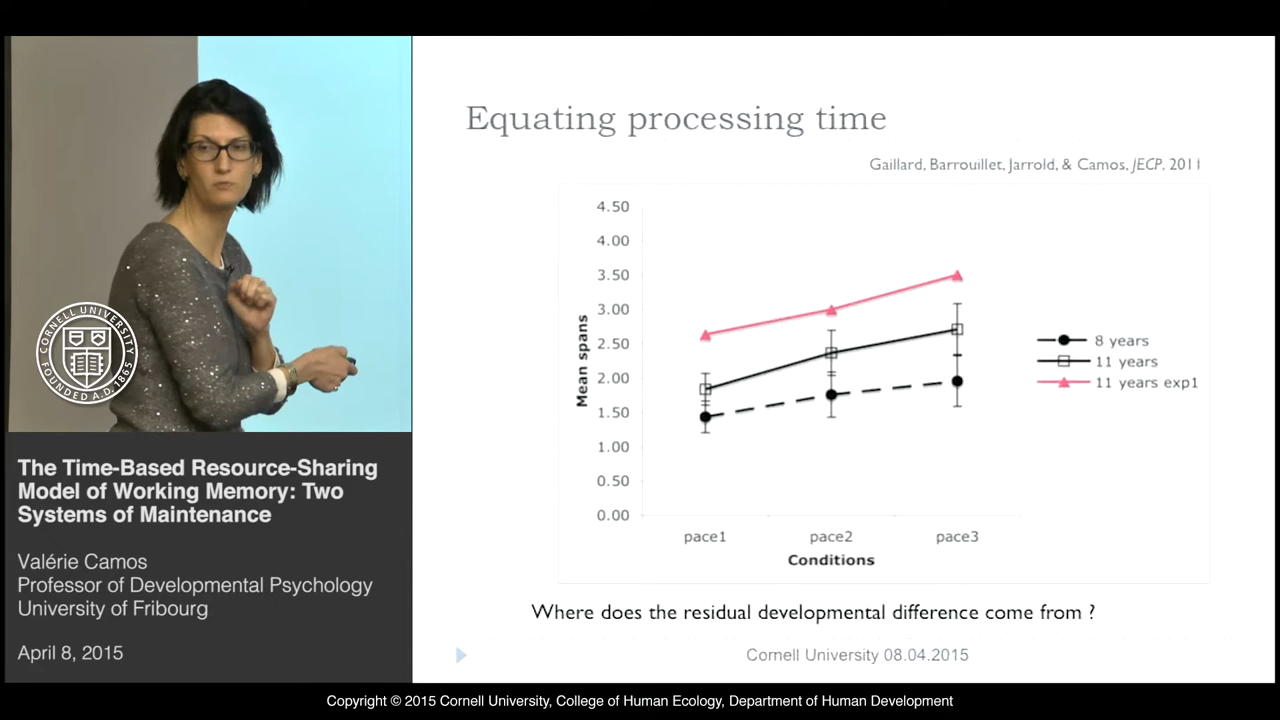 Equating processing time
Gaillard, Barrouillet, Jarrold, & Camos, JECP, 2011
4.50
4.00
3.50
3.00
2.50
2.00
1.50
1.00
0.50
0.00
Mean spans
pace1 pace2 pace3
Conditions
8 years
11 years
11 years exp1
Where does the residual developmental difference come from ?
Cornell University 08.04.2015
CORNELL UNIVERSITY
FOUNDED A.D. 1865
The Time-Based Resource-Sharing
Model of Working Memory: Two
Systems of Maintenance
Valérie Camos
Professor of Developmental Psychology
University of Fribourg
April 8, 2015
Copyright © 2015 Cornell University, College of Human Ecology, Department of Human Development